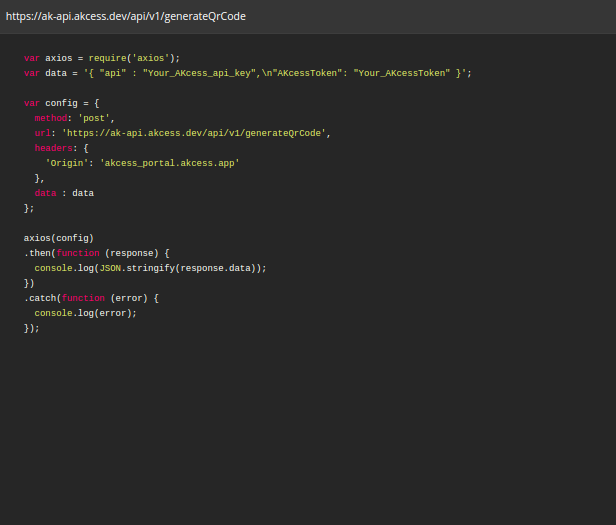 https://ak-api.akcess.dev/api/v1/generateQrCode
var axios = require('axios');
var data = '{ "api" : "Your_AKcess_api_key",\n"AKcessToken": "Your_AKcessToken" }';
var config = {
method: 'post',
url: 'https://ak-api.akcess.dev/api/v1/generateQrCode',
headers: {
'Origin': 'akcess_portal.akcess.app'
},
data : data
};
axios(config)
.then(function (response) {
console.log(JSON.stringify(response.data));
})
.catch(function (error) {
console.log(error);
});